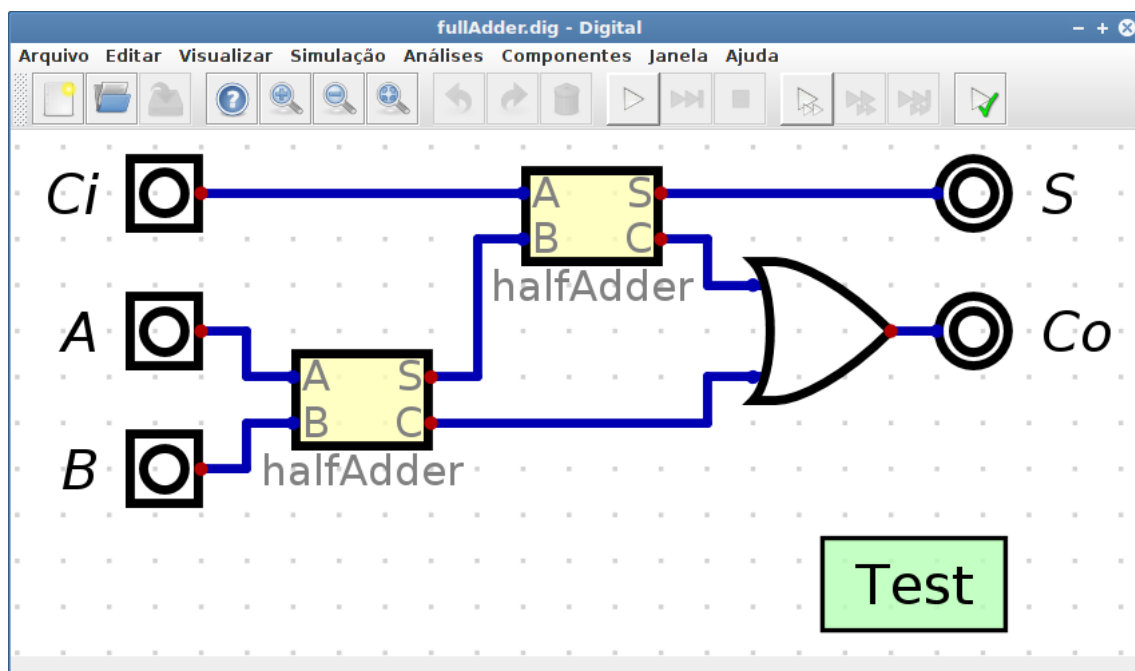 fullAdder.dig - Digital
Arquivo Editar Visualizar Simulação Análises Componentes Janela Ajuda
Ci
A S
B C
halfAdder
S
A
A S
B C
halfAdder
Co
B
Test